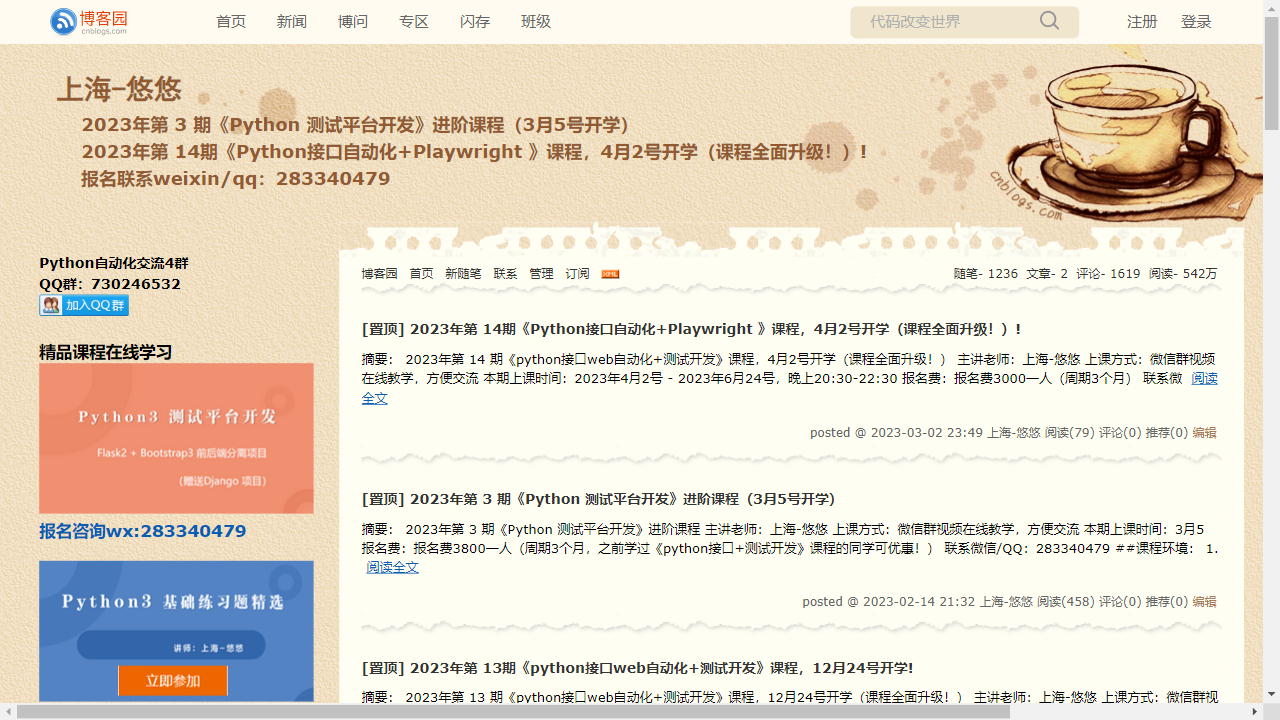 博客园
cnblogs.com
首页 新闻 博问 专区 闪存 班级
代码改变世界
注册 登录
上海-悠悠
2023年第 3 期《Python 测试平台开发》进阶课程（3月5号开学）
2023年第 14期《Python接口自动化+Playwright 》课程，4月2号开学（课程全面升级！）!
报名联系weixin/qq：283340479
cnblogs.com
Python自动化交流4群
QQ群：730246532
加入QQ群
精品课程在线学习
Python3 测试平台开发
Flask2 + Bootstrap3 前后端分离项目
（赠送Django 项目）
报名咨询wx:283340479
Python3 基础练习题精选
讲师：上海-悠悠
立即参加
博客园 首页 新随笔 联系 管理 订阅 XML
随笔- 1236 文章- 2 评论- 1619 阅读- 542万
[置顶] 2023年第 14期《Python接口自动化+Playwright 》课程，4月2号开学（课程全面升级！）!
摘要： 2023年第 14 期《python接口web自动化+测试开发》课程，4月2号开学（课程全面升级！） 主讲老师：上海-悠悠 上课方式：微信群视频
在线教学，方便交流 本期上课时间：2023年4月2号 - 2023年6月24号，晚上20:30-22:30 报名费：报名费3000一人（周期3个月） 联系微 阅读
全文
posted @ 2023-03-02 23:49 上海-悠悠 阅读(79) 评论(0) 推荐(0) 编辑
[置顶] 2023年第 3 期《Python 测试平台开发》进阶课程（3月5号开学）
摘要： 2023年第 3 期《Python 测试平台开发》进阶课程 主讲老师：上海-悠悠 上课方式：微信群视频在线教学，方便交流 本期上课时间：3月5
报名费：报名费3800一人（周期3个月，之前学过《python接口+测试开发》课程的同学可优惠！） 联系微信/QQ：283340479 ##课程环境： 1.
阅读全文
posted @ 2023-02-14 21:32 上海-悠悠 阅读(458) 评论(0) 推荐(0) 编辑
[置顶] 2023年第 13期《python接口web自动化+测试开发》课程，12月24号开学!
摘要： 2023年第 13 期《python接口web自动化+测试开发》课程，12月24号开学（课程全面升级！） 主讲老师：上海-悠悠 上课方式：微信群视